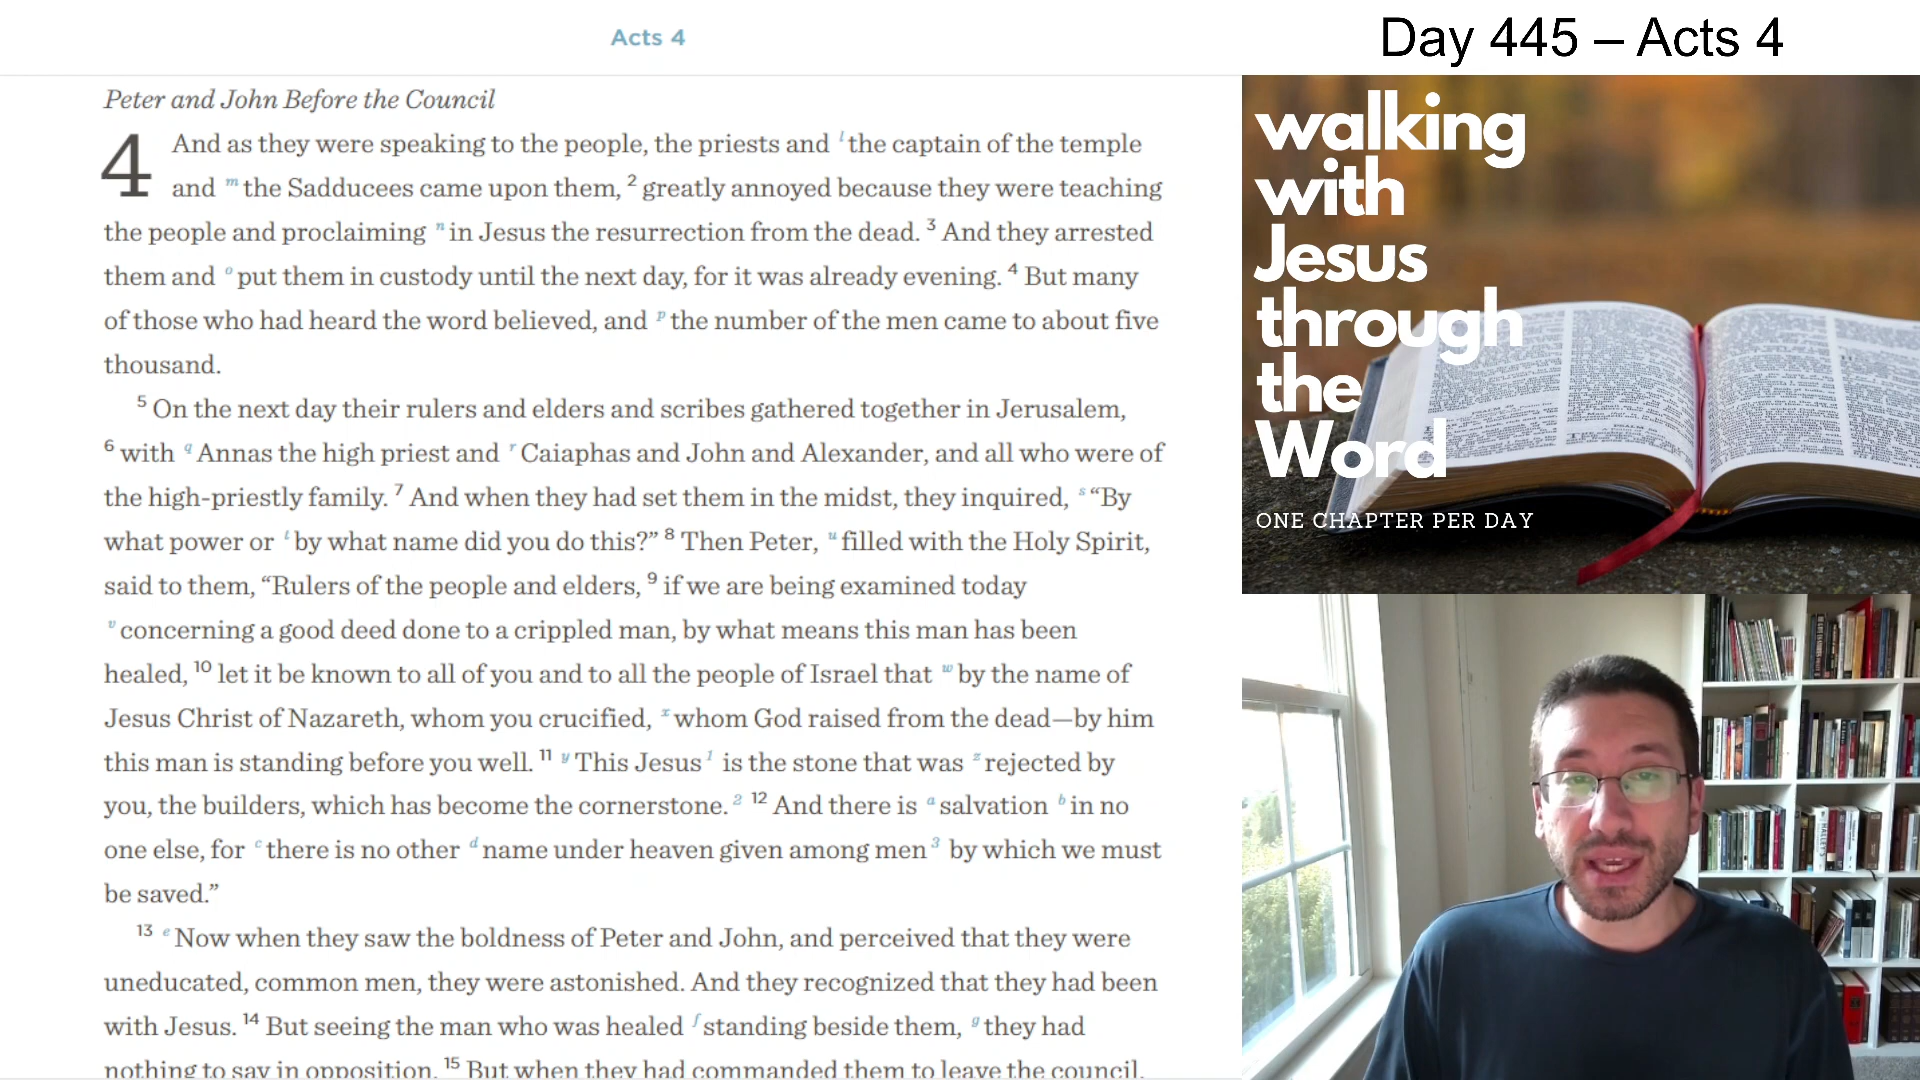 Acts 4
Day 445 – Acts 4
Peter and John Before the Council
4 And as they were speaking to the people, the priests and l the captain of the temple
and m the Sadducees came upon them, 2 greatly annoyed because they were teaching
the people and proclaiming n in Jesus the resurrection from the dead. 3 And they arrested
them and o put them in custody until the next day, for it was already evening. 4 But many
of those who had heard the word believed, and p the number of the men came to about five
thousand.
5 On the next day their rulers and elders and scribes gathered together in Jerusalem,
6 with q Annas the high priest and r Caiaphas and John and Alexander, and all who were of
the high-priestly family. 7 And when they had set them in the midst, they inquired, s “By
what power or t by what name did you do this?” 8 Then Peter, u filled with the Holy Spirit,
said to them, “Rulers of the people and elders, 9 if we are being examined today
v concerning a good deed done to a crippled man, by what means this man has been
healed, 10 let it be known to all of you and to all the people of Israel that w by the name of
Jesus Christ of Nazareth, whom you crucified, x whom God raised from the dead—by him
this man is standing before you well. 11 y This Jesus 1 is the stone that was z rejected by
you, the builders, which has become the cornerstone. 2 12 And there is a salvation b in no
one else, for c there is no other d name under heaven given among men 3 by which we must
be saved.”
13 e Now when they saw the boldness of Peter and John, and perceived that they were
uneducated, common men, they were astonished. And they recognized that they had been
with Jesus. 14 But seeing the man who was healed f standing beside them, g they had
nothing to say in opposition. 15 But when they had commanded them to leave the council,
walking
with
Jesus
through
the
Word
ONE CHAPTER PER DAY